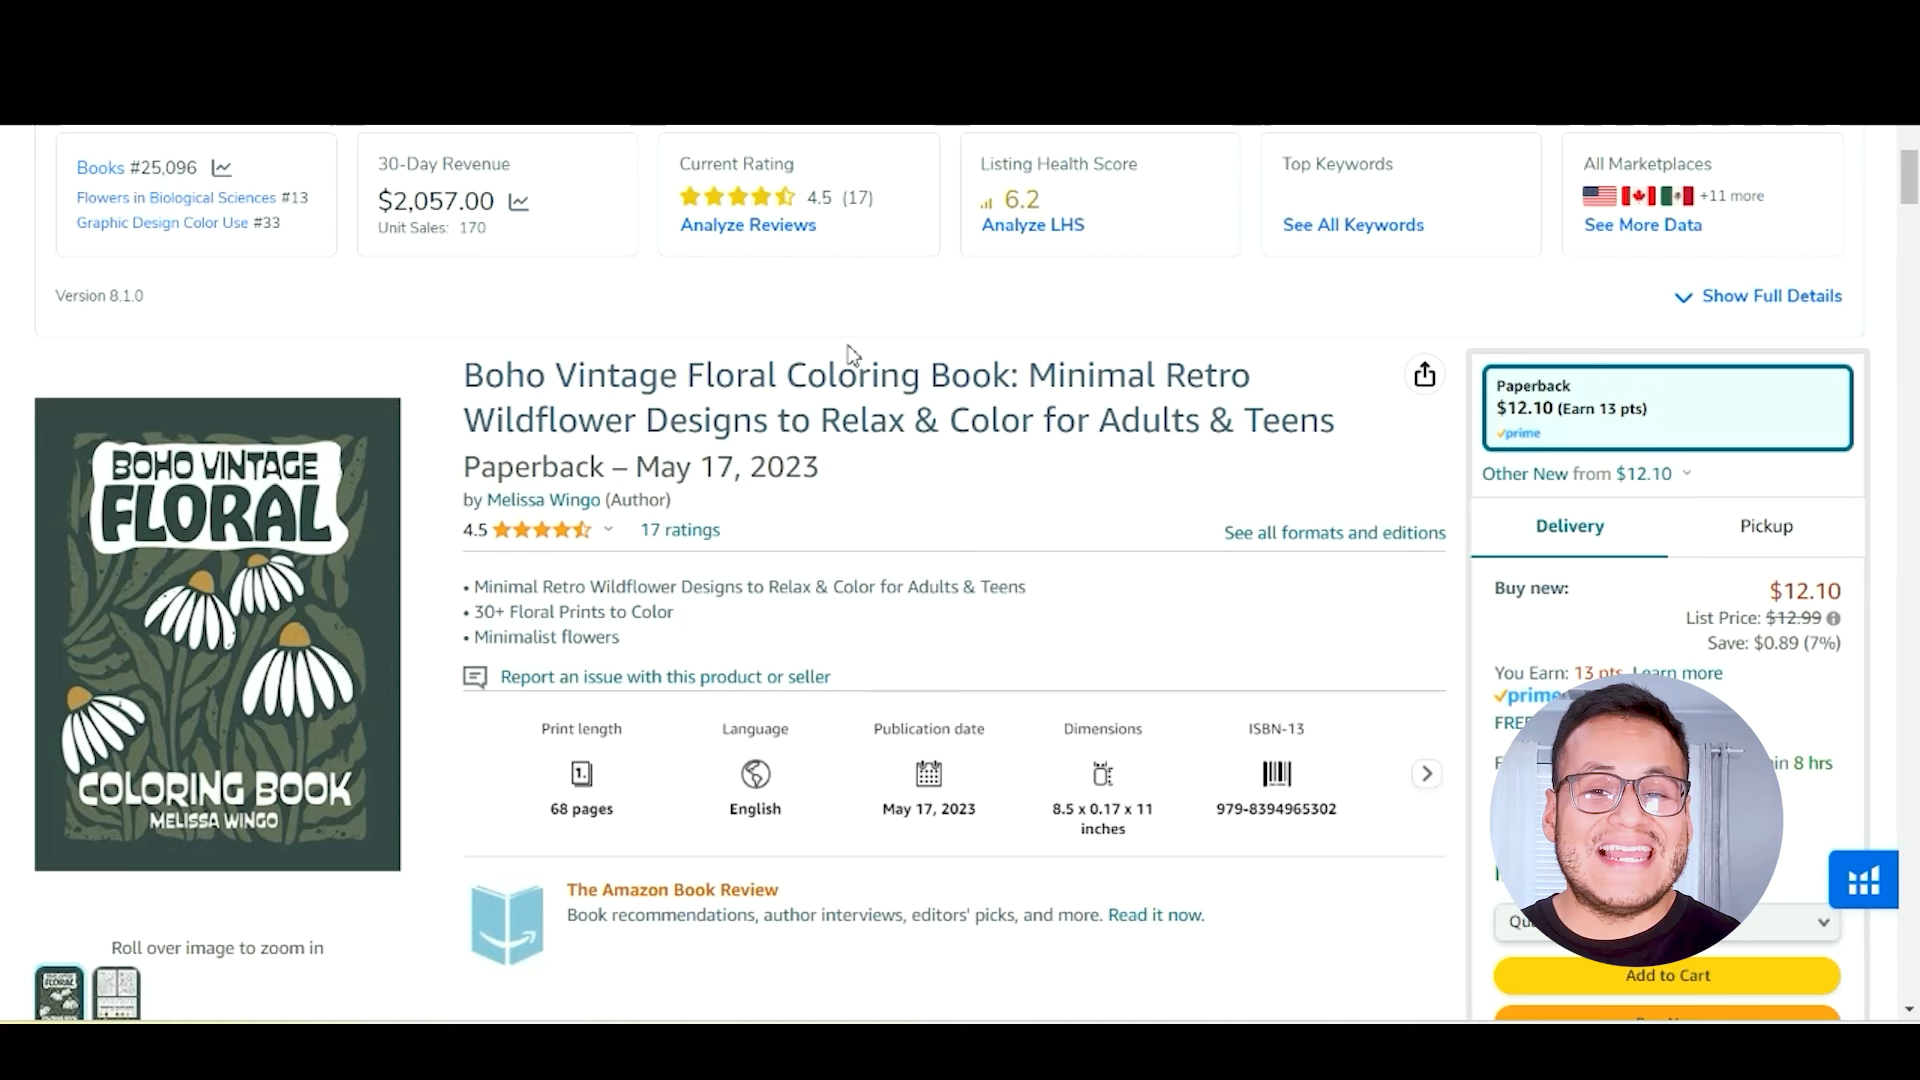 Books #25,096
Flowers in Biological Sciences #13
Graphic Design Color Use #33
30-Day Revenue
$2,057.00
Unit Sales: 170
Current Rating
4.5 (17)
Analyze Reviews
Listing Health Score
6.2
Analyze LHS
Top Keywords
See All Keywords
All Marketplaces
+11 more
See More Data
Version 8.1.0
Show Full Details
BOHO VINTAGE
FLORAL
COLORING BOOK
MELISSA WINGO
Roll over image to zoom in
Boho Vintage Floral Coloring Book: Minimal Retro
Wildflower Designs to Relax & Color for Adults & Teens
Paperback – May 17, 2023
by Melissa Wingo (Author)
4.5 17 ratings
See all formats and editions
• Minimal Retro Wildflower Designs to Relax & Color for Adults & Teens
• 30+ Floral Prints to Color
• Minimalist flowers
Report an issue with this product or seller
Print length
1.
68 pages
Language
English
Publication date
May 17, 2023
Dimensions
8.5 x 0.17 x 11
inches
ISBN-13
979-8394965302
The Amazon Book Review
Book recommendations, author interviews, editors' picks, and more. Read it now.
Paperback
$12.10 (Earn 13 pts)
prime
Other New from $12.10
Delivery
Pickup
Buy new:
$12.10
List Price: $12.99
Save: $0.89 (7%)
You Earn: 13 pts. Learn more
prime
in 8 hrs
Add to Cart